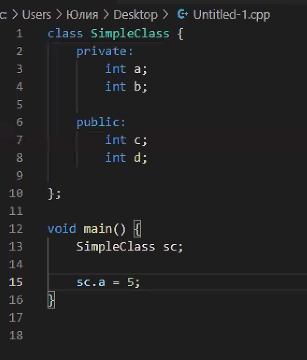 c: > Users > Юлия > Desktop > Untitled-1.cpp
1 class SimpleClass {
2 private:
3 int a;
4 int b;
5
6 public:
7 int c;
8 int d;
9
10 };
11
12 void main() {
13 SimpleClass sc;
14
15 sc.a = 5;
16 }
17
18